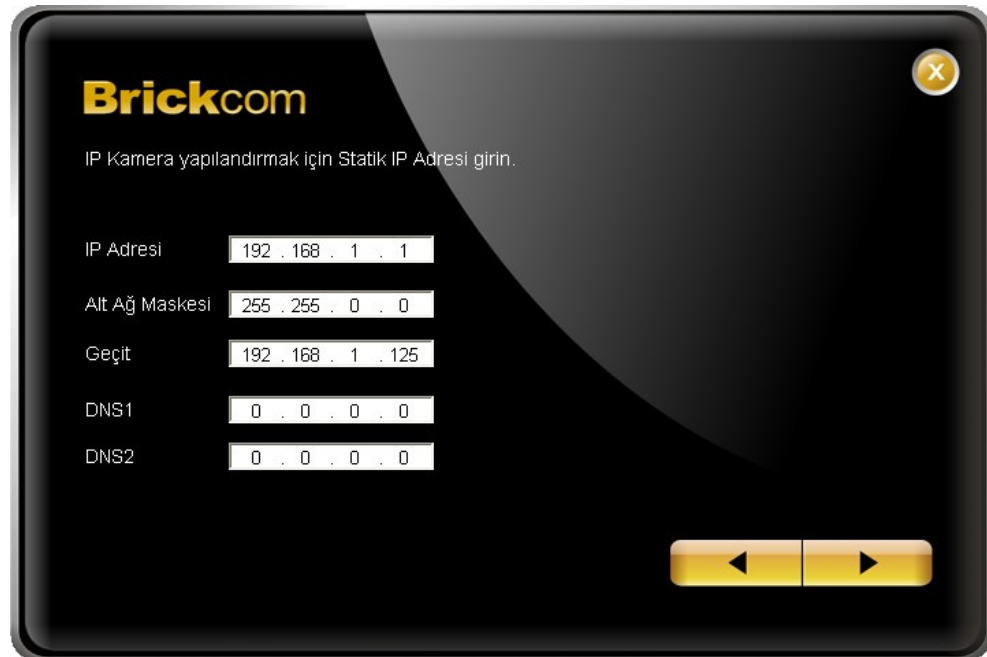 X
Brickcom
IP Kamera yapılandırmak için Statik IP Adresi girin.
IP Adresi 192 . 168 . 1 . 1
Alt Ağ Maskesi 255 . 255 . 0 . 0
Geçit 192 . 168 . 1 . 125
DNS1 0 . 0 . 0 . 0
DNS2 0 . 0 . 0 . 0